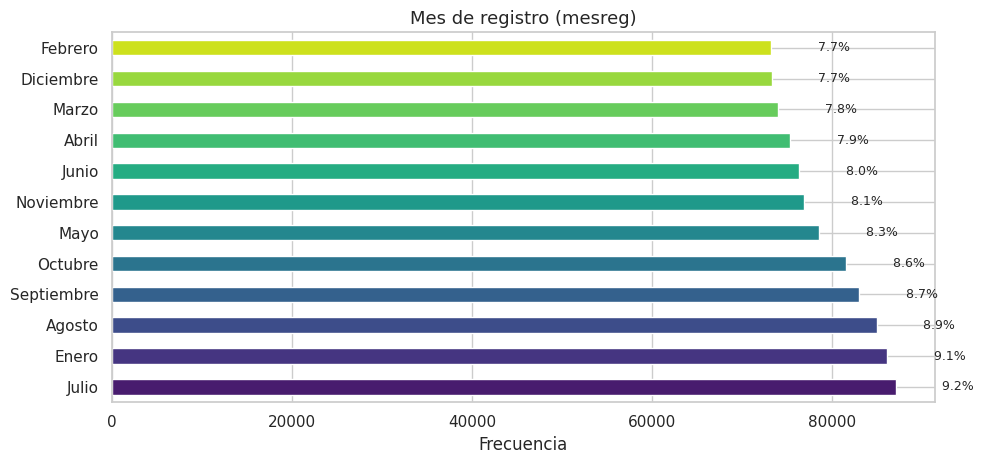 Mes de registro (mesreg)
Febrero 7.7%
Diciembre 7.7%
Marzo 7.8%
Abril 7.9%
Junio 8.0%
Noviembre 8.1%
Mayo 8.3%
Octubre 8.6%
Septiembre 8.7%
Agosto 8.9%
Enero 9.1%
Julio 9.2%
0 20000 40000 60000 80000
Frecuencia